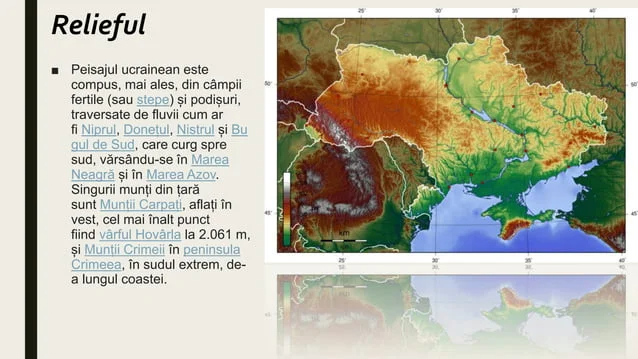 Relieful
■ Peisajul ucrainean este
compus, mai ales, din câmpii
fertile (sau stepe) și podișuri,
traversate de fluvii cum ar
fi Niprul, Donetul, Nistrul și Bu
gul de Sud, care curg spre
sud, vărsându-se în Marea
Neagră și în Marea Azov.
Singurii munți din țară
sunt Munții Carpați, aflați în
vest, cel mai înalt punct
fiind vârful Hovârla la 2.061 m,
și Munții Crimeii în peninsula
Crimeea, în sudul extrem, de-
a lungul coastei.
25° 30° 35° 40°
50° 50°
45° 45°
km
25° 30° 35° 40°